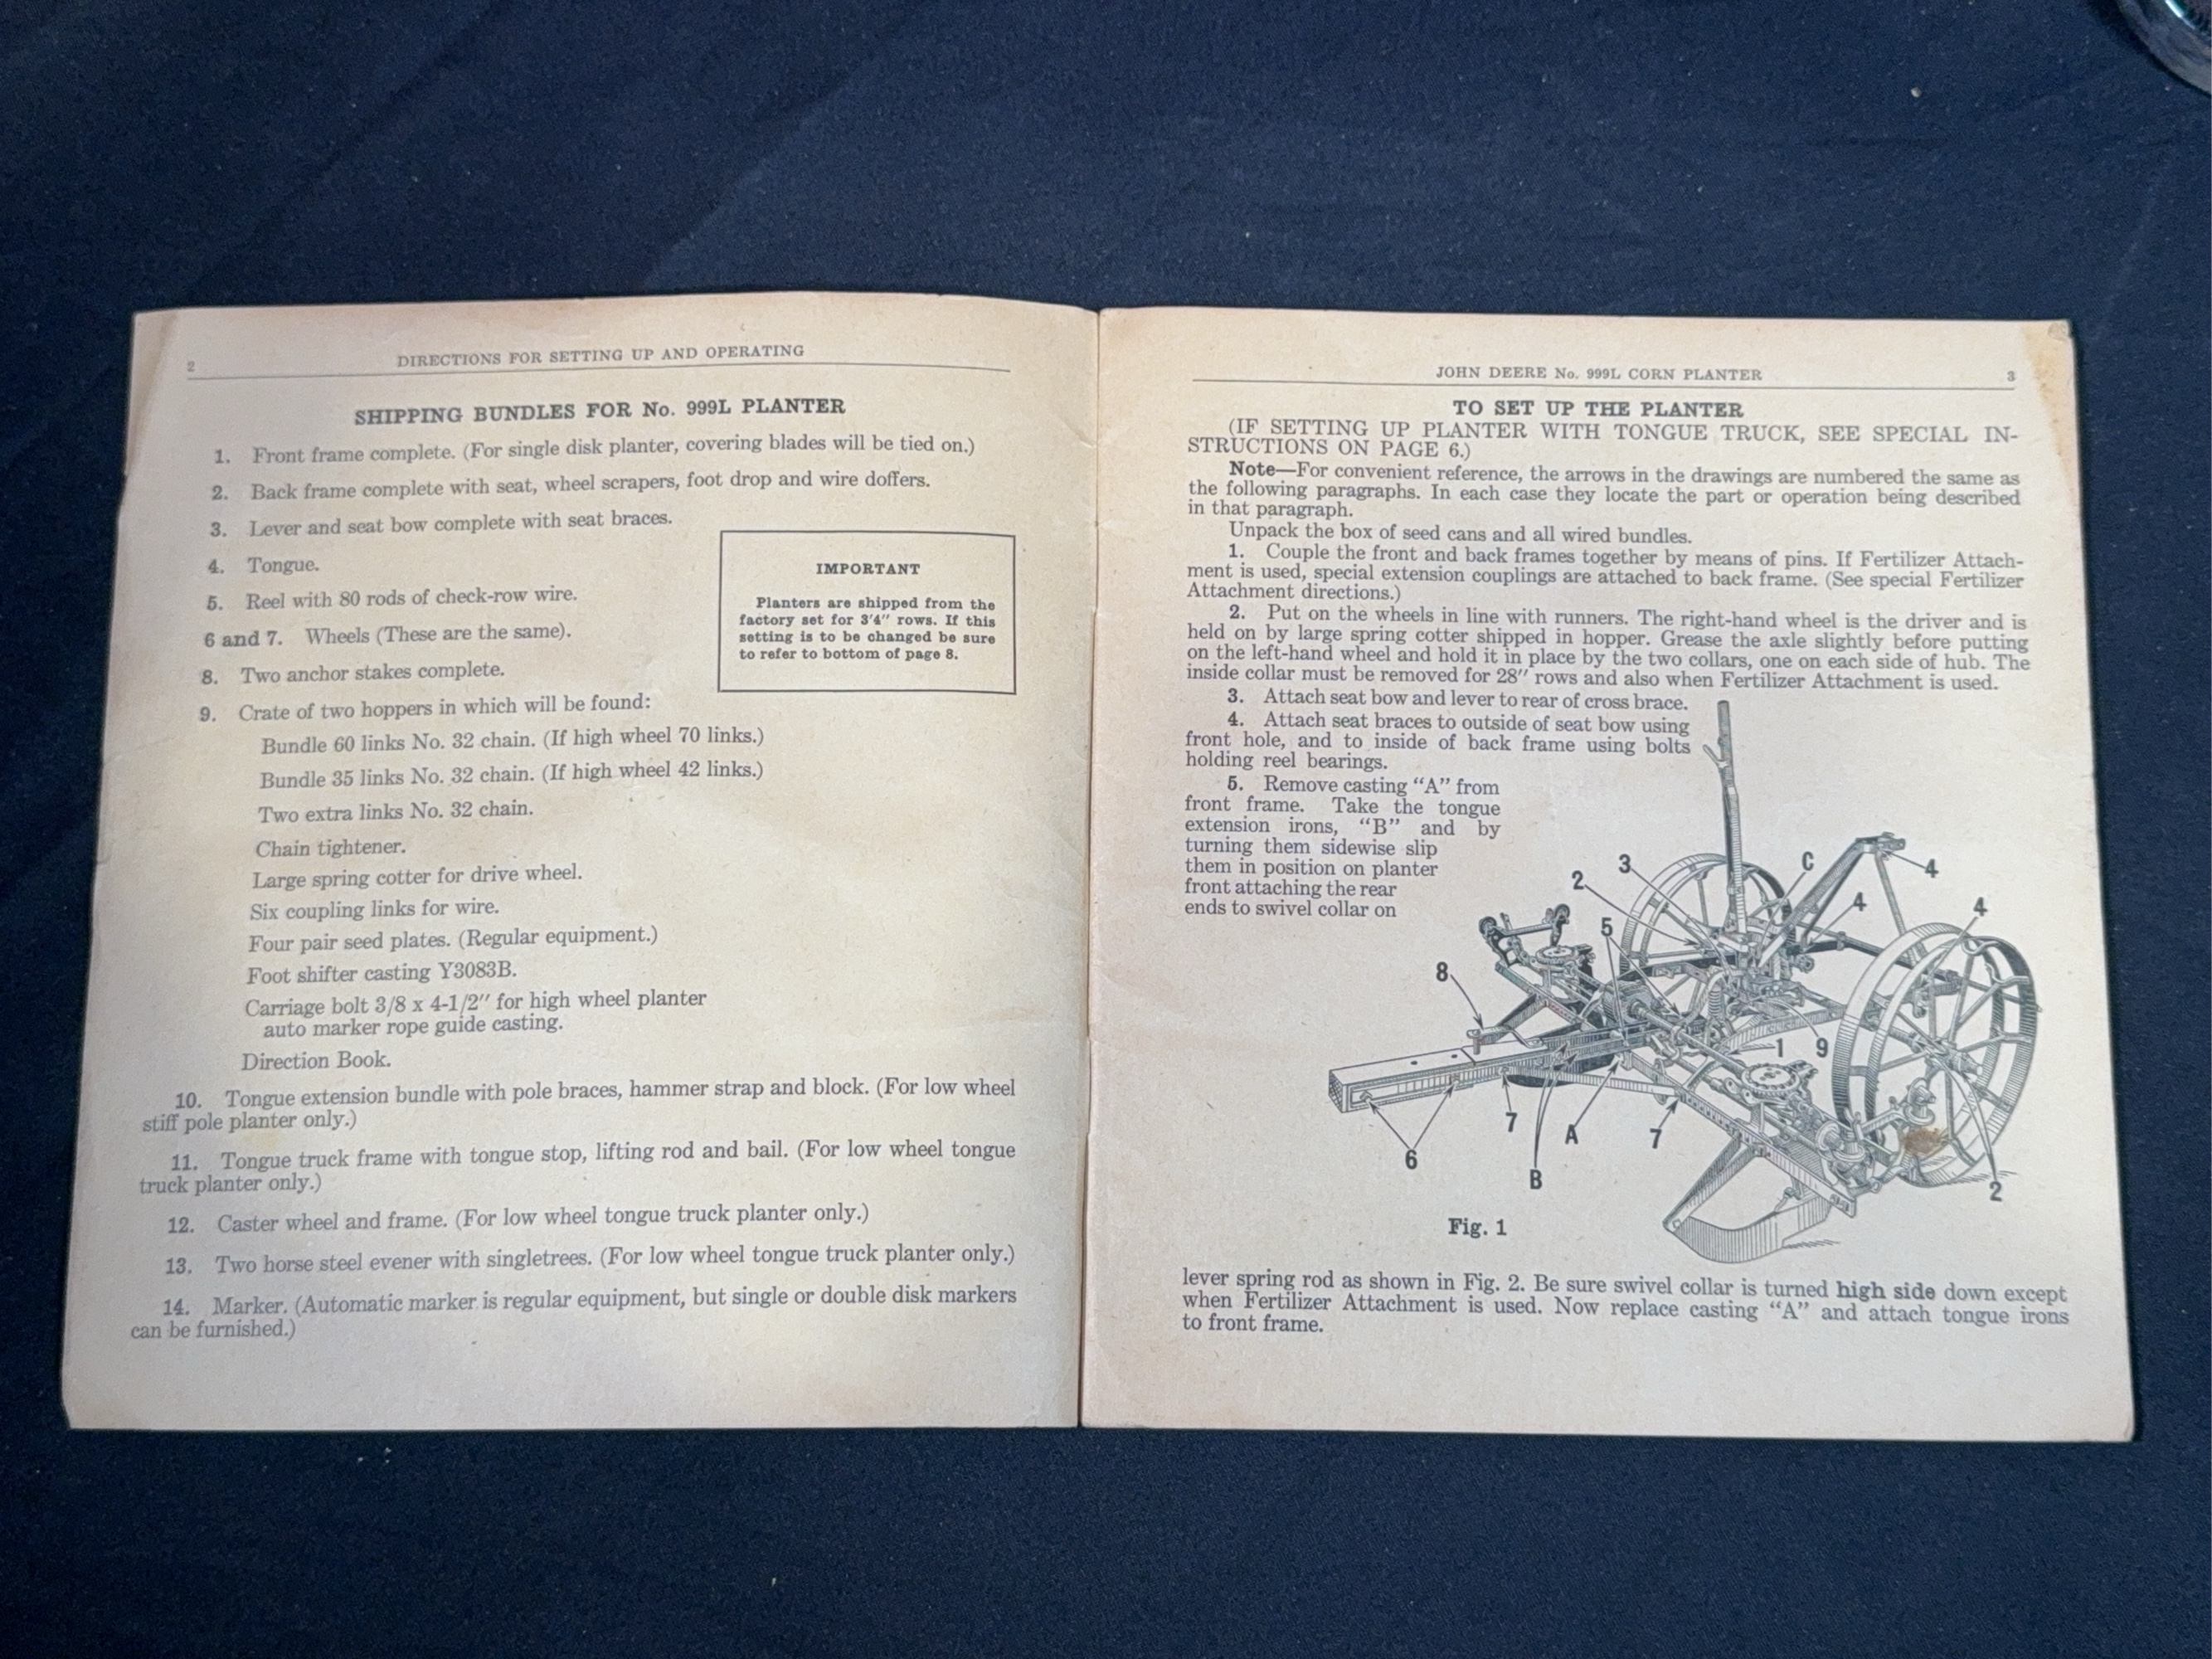 2
DIRECTIONS FOR SETTING UP AND OPERATING
SHIPPING BUNDLES FOR No. 999L PLANTER
1. Front frame complete. (For single disk planter, covering blades will be tied on.)
2. Back frame complete with seat, wheel scrapers, foot drop and wire doffers.
3. Lever and seat bow complete with seat braces.
4. Tongue.
5. Reel with 80 rods of check-row wire.
6 and 7. Wheels (These are the same).
8. Two anchor stakes complete.
9. Crate of two hoppers in which will be found:
Bundle 60 links No. 32 chain. (If high wheel 70 links.)
Bundle 35 links No. 32 chain. (If high wheel 42 links.)
Two extra links No. 32 chain.
Chain tightener.
Large spring cotter for drive wheel.
Six coupling links for wire.
Four pair seed plates. (Regular equipment.)
Foot shifter casting Y3083B.
Carriage bolt 3/8 x 4-1/2″ for high wheel planter
auto marker rope guide casting.
Direction Book.
10. Tongue extension bundle with pole braces, hammer strap and block. (For low wheel
stiff pole planter only.)
11. Tongue truck frame with tongue stop, lifting rod and bail. (For low wheel tongue
truck planter only.)
12. Caster wheel and frame. (For low wheel tongue truck planter only.)
13. Two horse steel evener with singletrees. (For low wheel tongue truck planter only.)
14. Marker. (Automatic marker is regular equipment, but single or double disk markers
can be furnished.)
IMPORTANT
Planters are shipped from the
factory set for 3′4″ rows. If this
setting is to be changed be sure
to refer to bottom of page 8.
JOHN DEERE No. 999L CORN PLANTER
3
TO SET UP THE PLANTER
(IF SETTING UP PLANTER WITH TONGUE TRUCK, SEE SPECIAL IN-
STRUCTIONS ON PAGE 6.)
Note—For convenient reference, the arrows in the drawings are numbered the same as
the following paragraphs. In each case they locate the part or operation being described
in that paragraph.
Unpack the box of seed cans and all wired bundles.
1. Couple the front and back frames together by means of pins. If Fertilizer Attach-
ment is used, special extension couplings are attached to back frame. (See special Fertilizer
Attachment directions.)
2. Put on the wheels in line with runners. The right-hand wheel is the driver and is
held on by large spring cotter shipped in hopper. Grease the axle slightly before putting
on the left-hand wheel and hold it in place by the two collars, one on each side of hub. The
inside collar must be removed for 28″ rows and also when Fertilizer Attachment is used.
3. Attach seat bow and lever to rear of cross brace.
4. Attach seat braces to outside of seat bow using
front hole, and to inside of back frame using bolts
holding reel bearings.
5. Remove casting “A” from
front frame. Take the tongue
extension irons, “B” and by
turning them sidewise slip
them in position on planter
front attaching the rear
ends to swivel collar on
3
2
C
4
4
4
5
8
1
9
7
A
7
6
B
2
Fig. 1
lever spring rod as shown in Fig. 2. Be sure swivel collar is turned high side down except
when Fertilizer Attachment is used. Now replace casting “A” and attach tongue irons
to front frame.